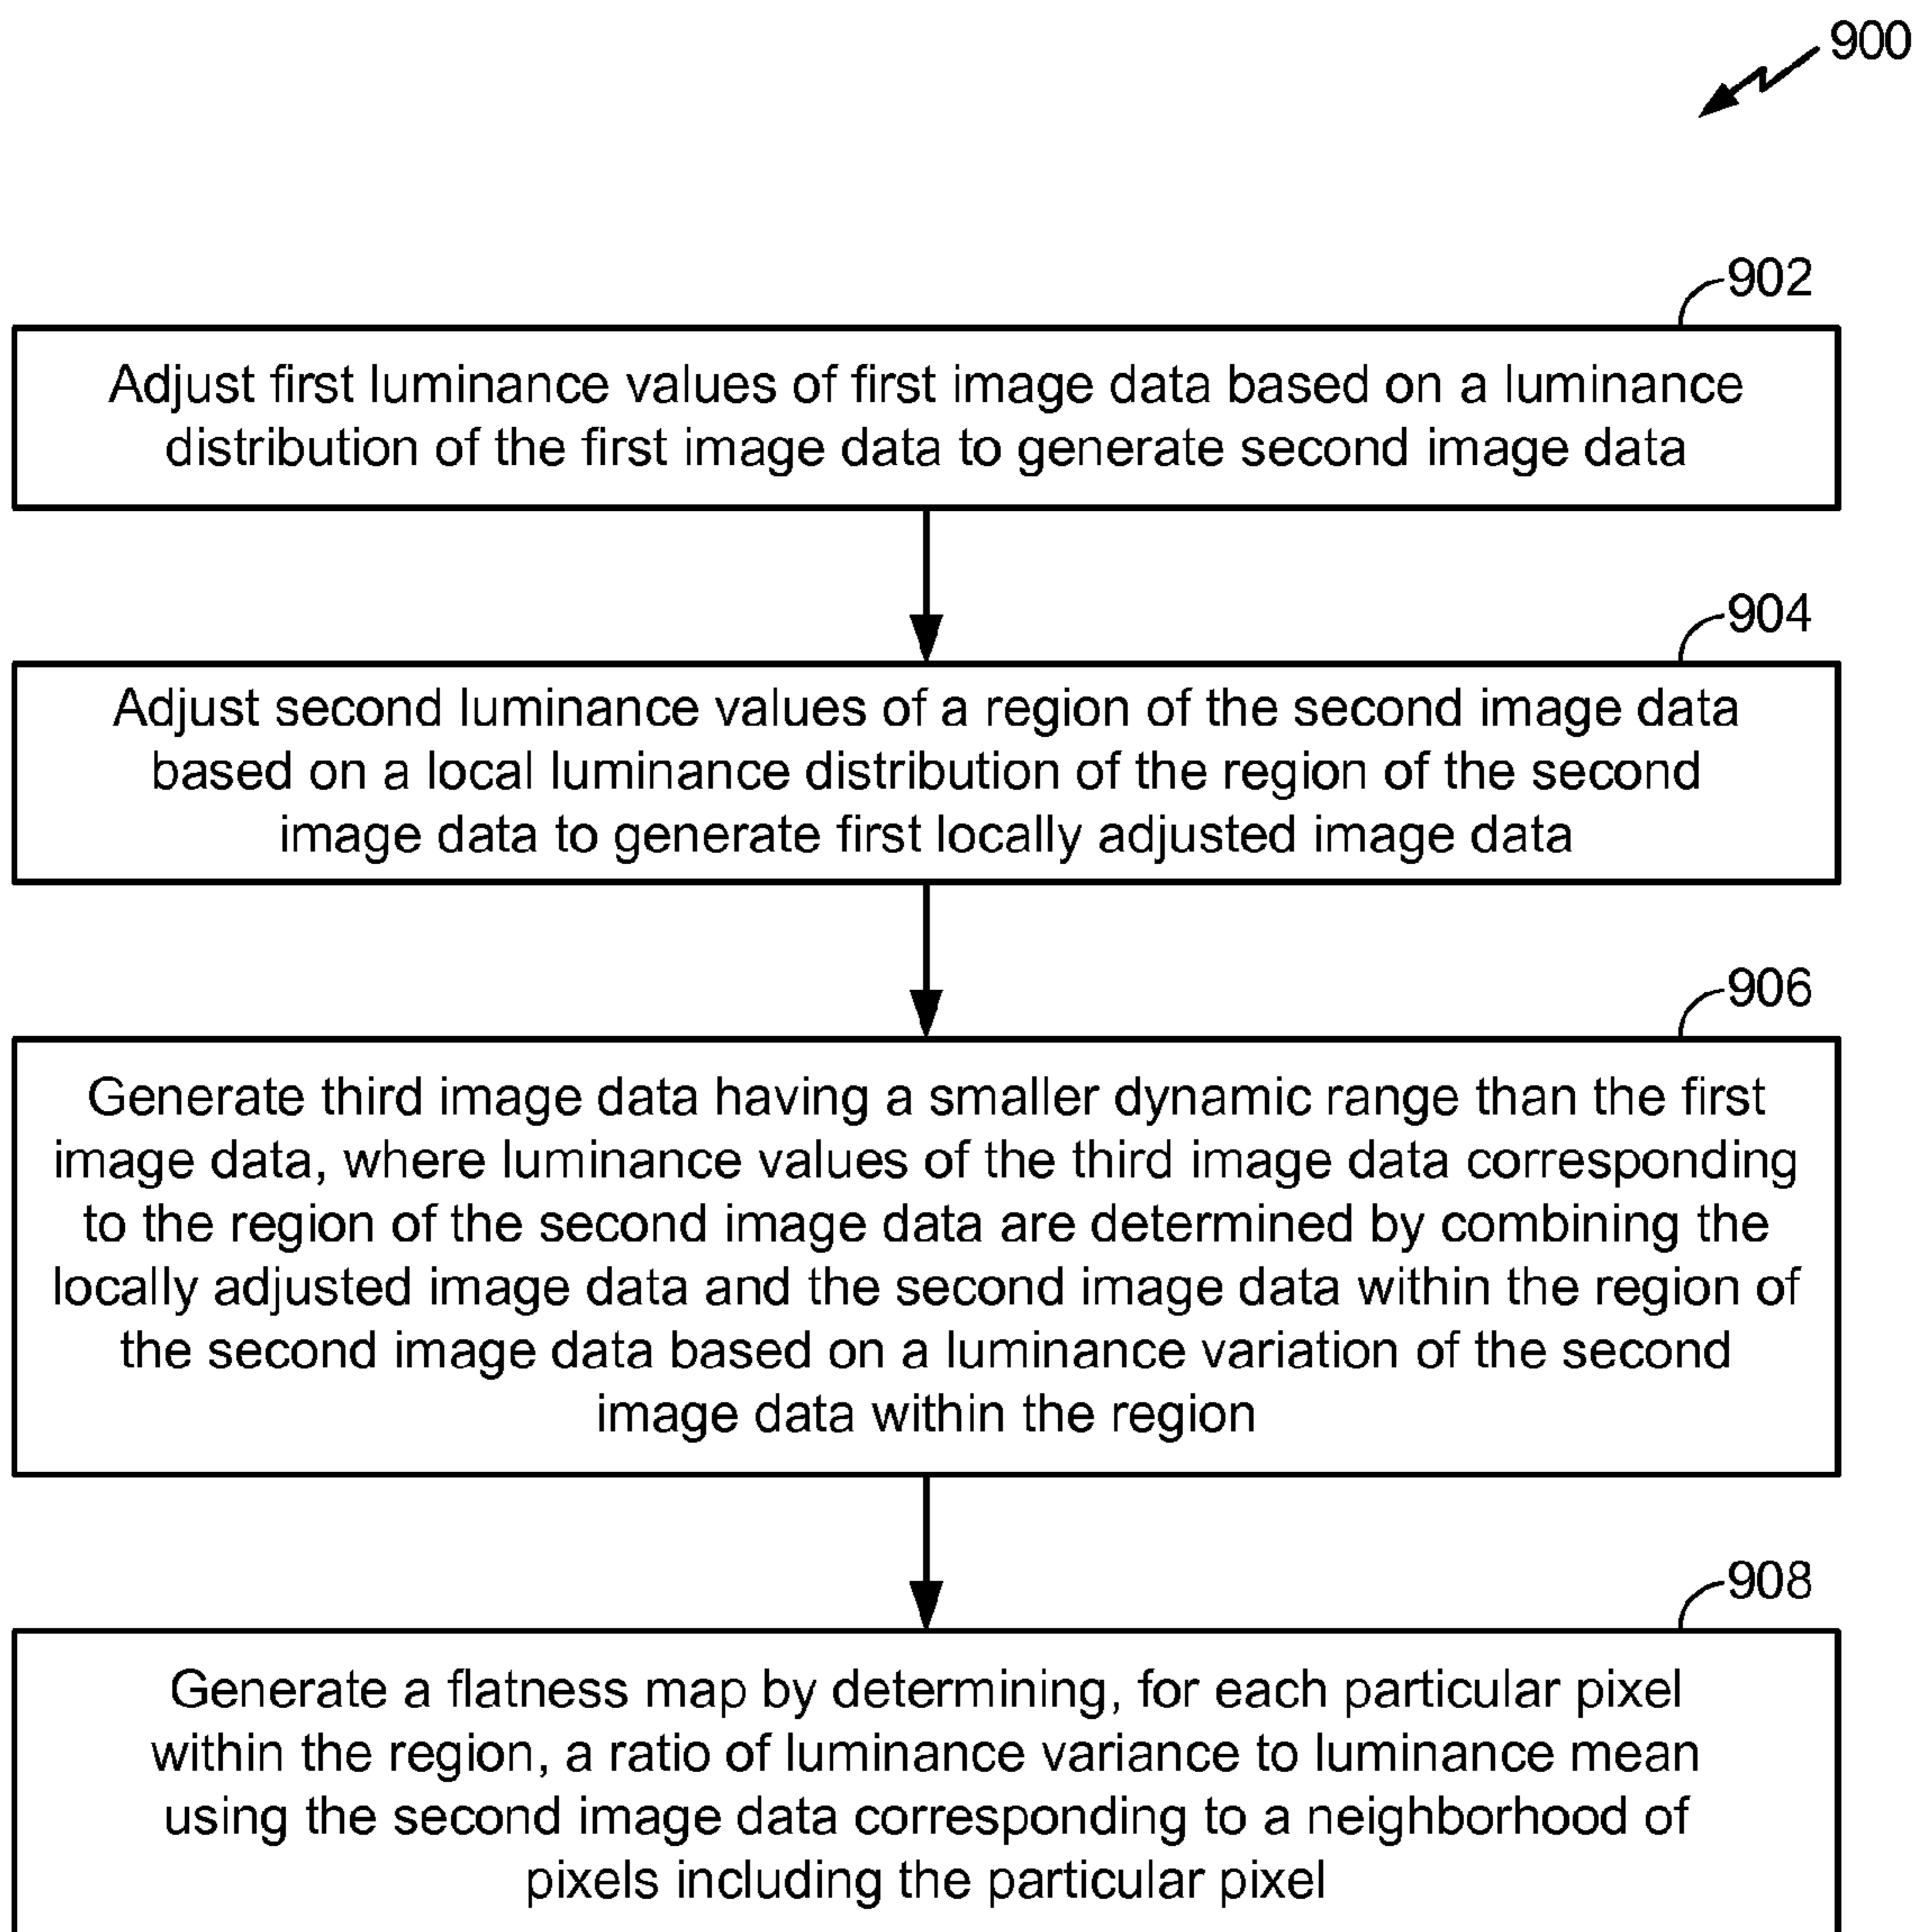 900
902
Adjust first luminance values of first image data based on a luminance
distribution of the first image data to generate second image data
904
Adjust second luminance values of a region of the second image data
based on a local luminance distribution of the region of the second
image data to generate first locally adjusted image data
906
Generate third image data having a smaller dynamic range than the first
image data, where luminance values of the third image data corresponding
to the region of the second image data are determined by combining the
locally adjusted image data and the second image data within the region of
the second image data based on a luminance variation of the second
image data within the region
908
Generate a flatness map by determining, for each particular pixel
within the region, a ratio of luminance variance to luminance mean
using the second image data corresponding to a neighborhood of
pixels including the particular pixel